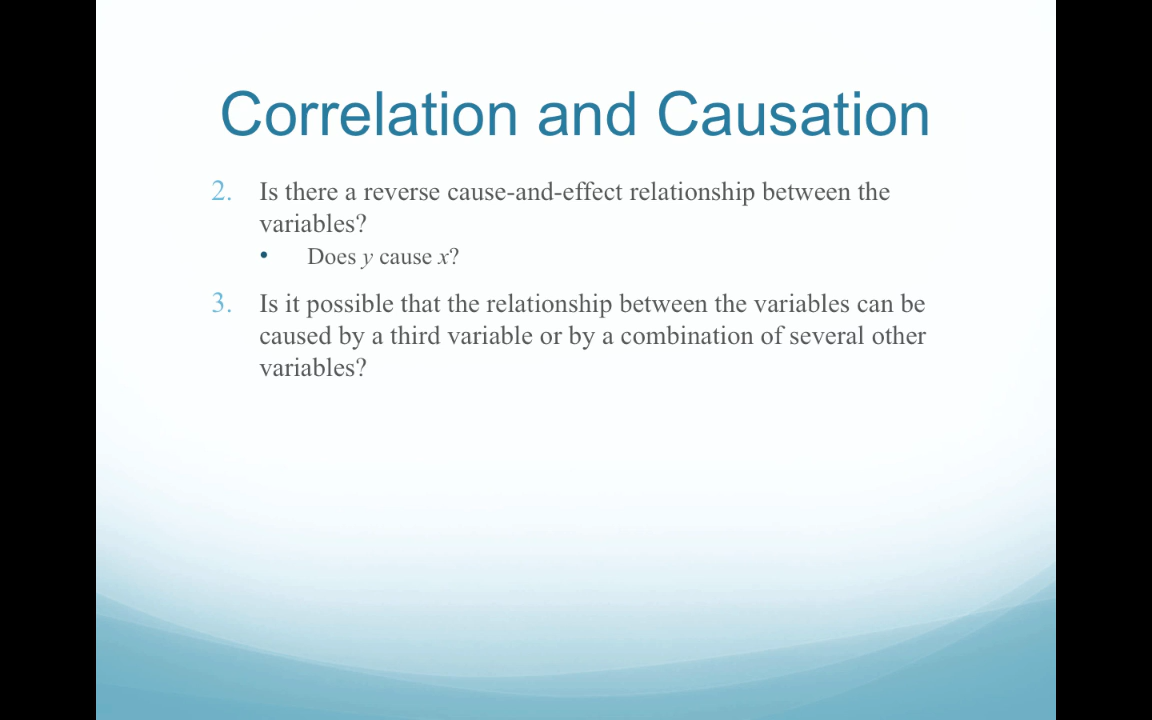 Correlation and Causation
2. Is there a reverse cause-and-effect relationship between the
variables?
• Does y cause x?
3. Is it possible that the relationship between the variables can be
caused by a third variable or by a combination of several other
variables?